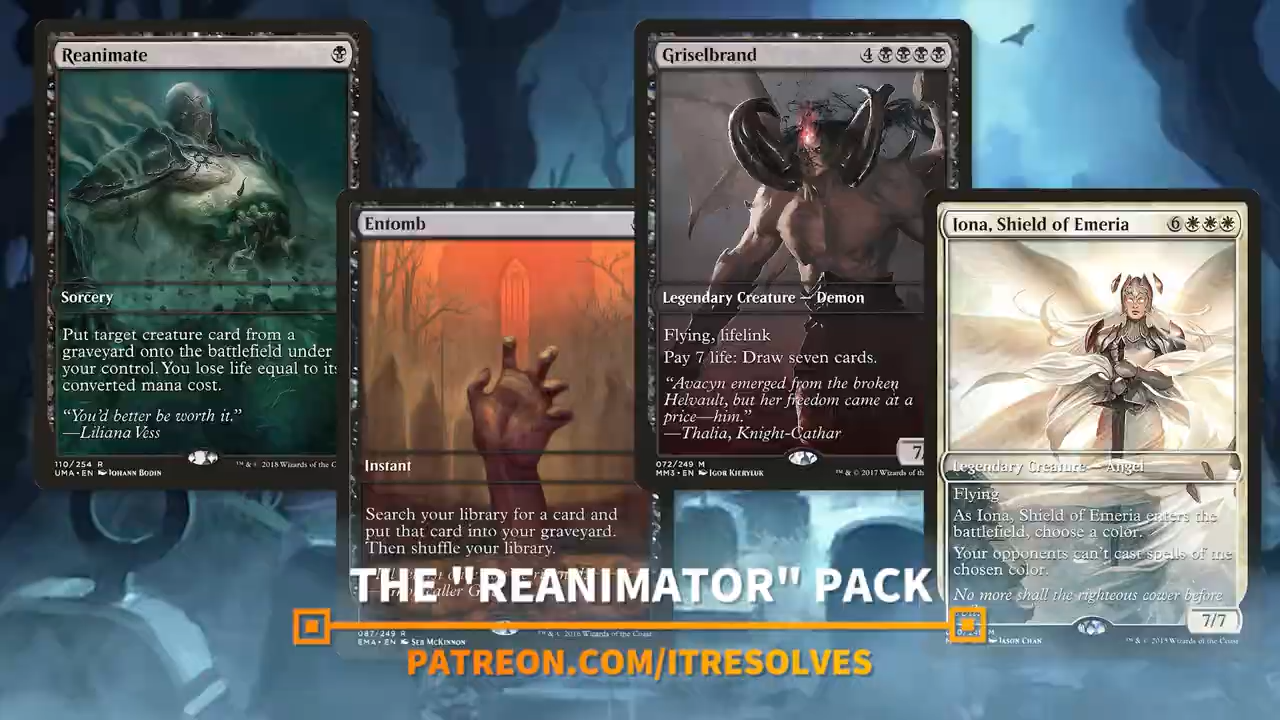 Reanimate
Sorcery
Put target creature card from a
graveyard onto the battlefield under
your control. You lose life equal to its
converted mana cost.
“You’d better be worth it.”
—Liliana Vess
110/254 R
UMA • EN Johann Bodin
™ & © 2018 Wizards of the C
Entomb
Instant
Search your library for a card and
put that card into your graveyard.
Then shuffle your library.
087/249 R
EMA • EN Seb McKinnon
™ & © 2016 Wizards of the Coast
Griselbrand
4
Legendary Creature — Demon
Flying, lifelink
Pay 7 life: Draw seven cards.
“Avacyn emerged from the broken
Helvault, but her freedom came at a
price—him.”
—Thalia, Knight-Cathar
7
072/249 M
MM3 • EN Igor Kieryluk
™ & © 2017 Wizards of th
Iona, Shield of Emeria
6
Legendary Creature — Angel
Flying
As Iona, Shield of Emeria enters the
battlefield, choose a color.
Your opponents can’t cast spells of the
chosen color.
No more shall the righteous cower before
7/7
Jason Chan
™ & © 2015 Wizards of the Coast
THE "REANIMATOR" PACK
PATREON.COM/ITRESOLVES